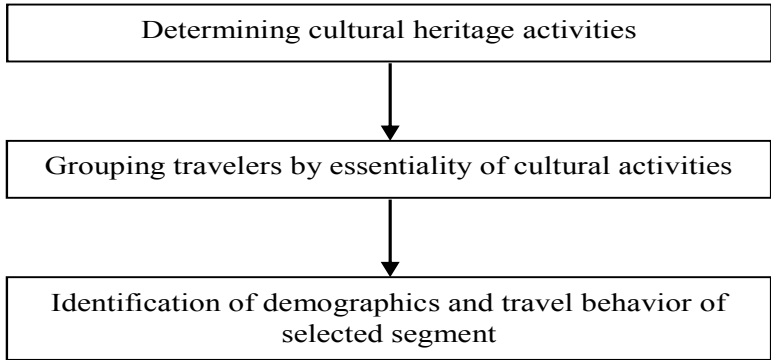 Determining cultural heritage activities
Grouping travelers by essentiality of cultural activities
Identification of demographics and travel behavior of
selected segment